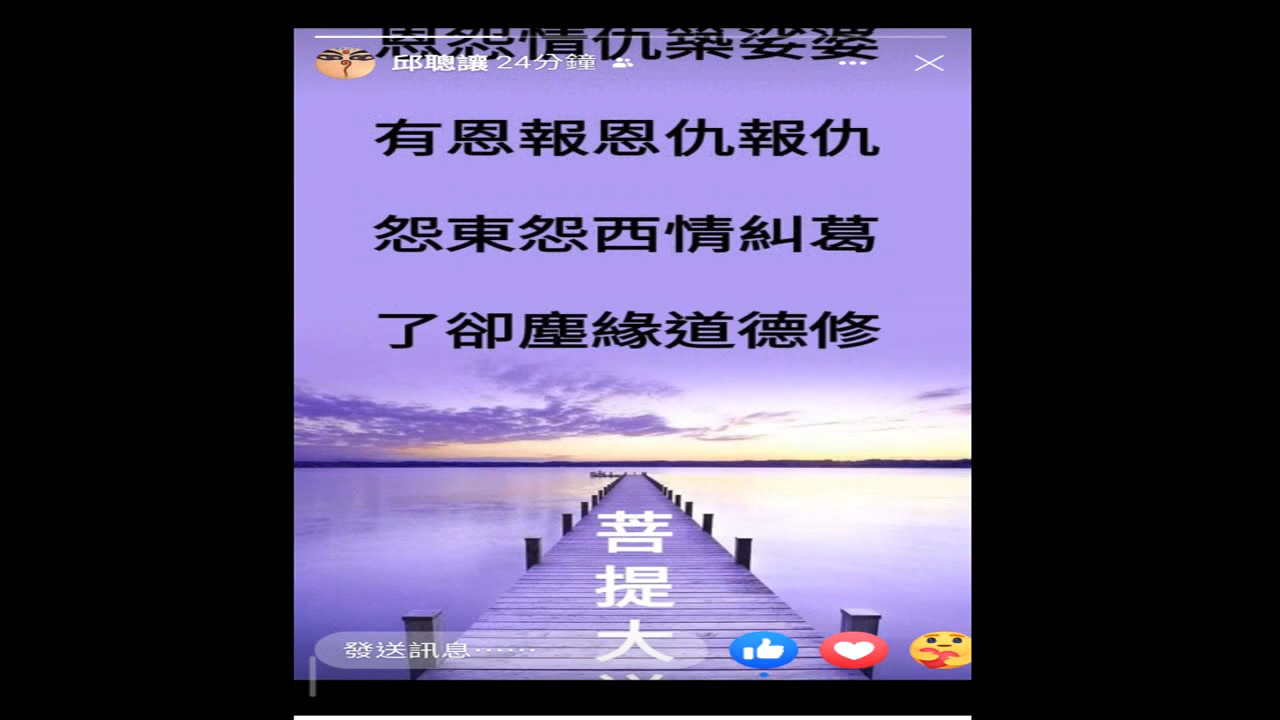 恩怨情仇築娑婆
邱聰讓 24分鐘
有恩報恩仇報仇
怨東怨西情糾葛
了卻塵緣道德修
菩
提
大
發送訊息……